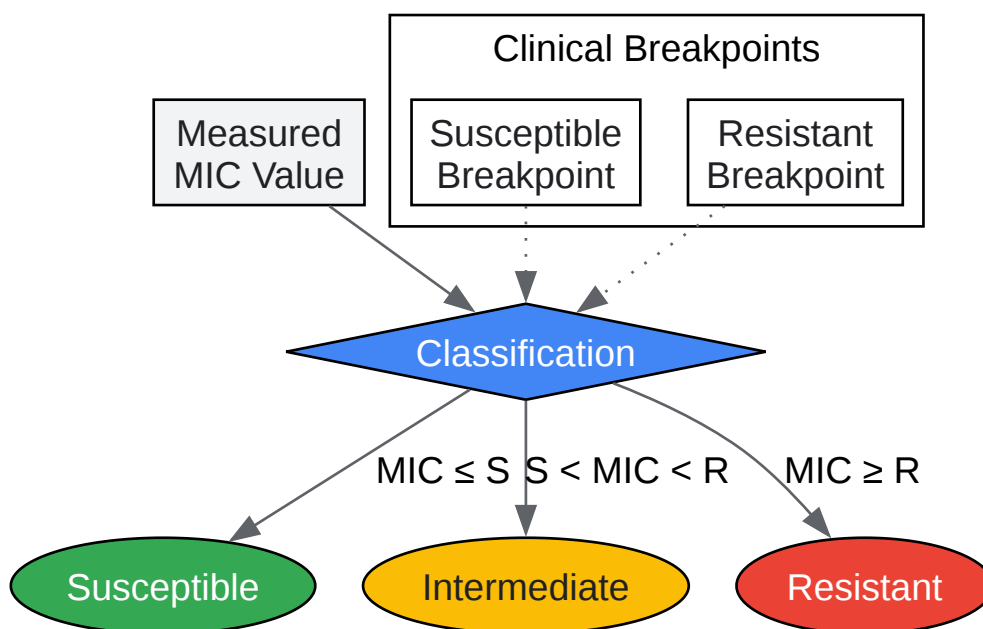 Clinical Breakpoints
Measured
MIC Value
Susceptible
Breakpoint
Resistant
Breakpoint
Classification
MIC ≤ S
S < MIC < R
MIC ≥ R
Susceptible
Intermediate
Resistant